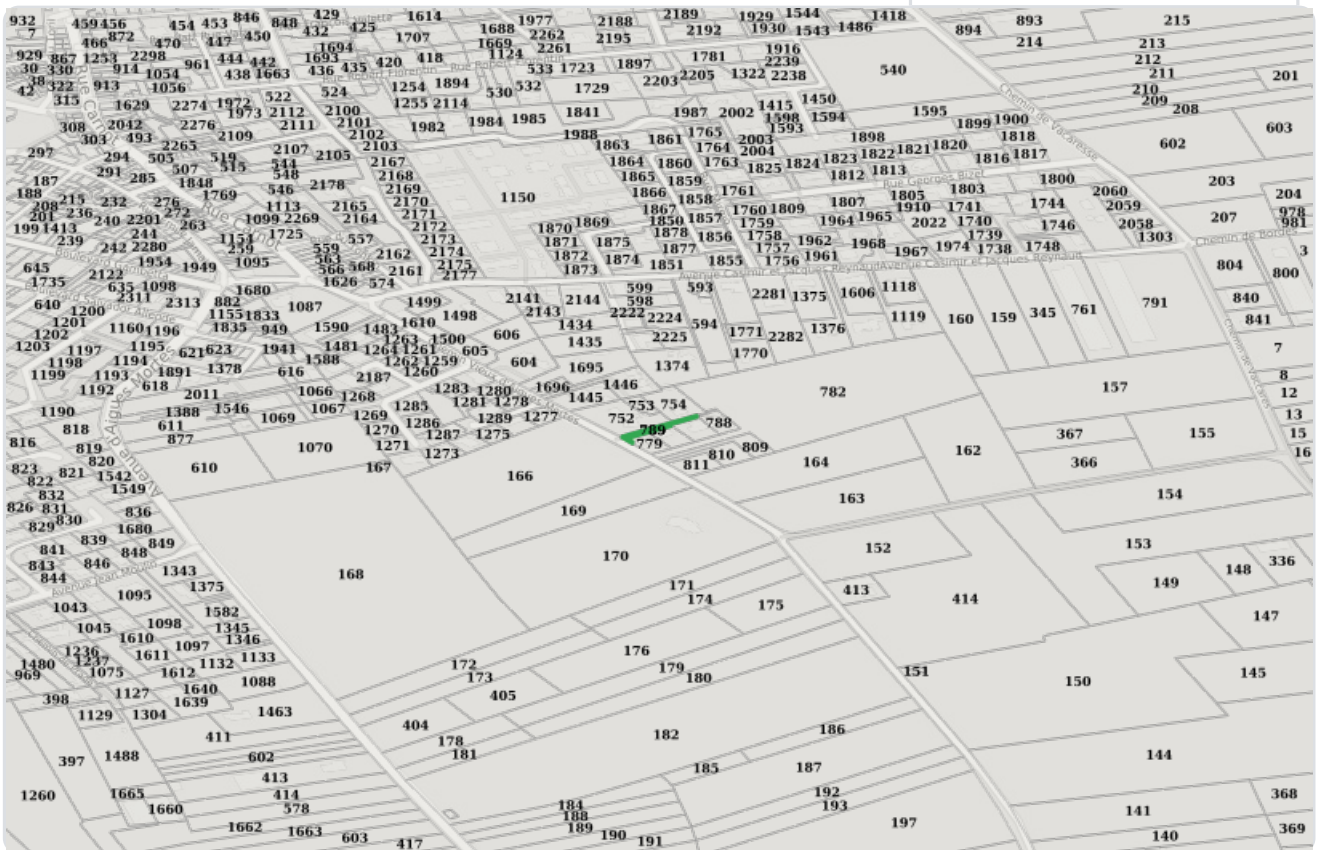 932 459 456 454 453 846 848 429 425 1614 1688 1977 2188 2189 1929 1544 1418 894 893 215
7 872 470 447 450 432 1707 2262 2195 2192 1930 1543 1486 214 213
466 1694 1669 2261 1916 212
929 867 1253 2298 961 444 442 1693 420 418 1124 1897 1781 2239 540 211 201
30 330 914 1054 438 1663 436 435 533 1723 2203 2205 1322 2238 210
38 322 913 1056 524 1254 1894 530 532 1729 209 208
42 315 1629 2274 1972 522 2100 1255 2114 1841 1987 2002 1415 1450 1595 Chemin de Vacaresse
1973 2112 2101 1982 1984 1985 1598 1594 1899 1900 603
308 2042 2276 2111 2102 1988 1765 1593 1818 602
303 493 2109 2103 1863 1861 1764 2003 1898
297 2265 2107 2105 2167 1864 1860 1763 2004 1822 1821 1820 1817
294 505 519 544 1825 1824 1823 1816
291 507 515 548 2168 1865 1859 1812 1813 Rue Georges Bizet 1800 203
187 285 1848 546 2178 2169 1150 1866 1761 1803 2060 204
188 215 232 276 1769 1113 2165 2170 1858 1807 1805 1744 2059
208 236 272 2269 2164 2171 1867 1857 1760 1809 1910 1741 207 978
201 240 2201 263 1099 2172 1870 1869 1850 1759 1964 1965 2022 1740 1746 2058 981
199 1413 244 1725 557 2173 1871 1875 1878 1856 1758 1962 1968 1739 1303 Chemin de Bordes
239 242 2280 1154 259 559 563 2162 2174 1872 1874 1877 1757 1961 1967 1974 1738 1748 3
645 1954 1949 1095 566 568 2161 2175 1873 1851 1855 1756 Avenue Casimir et Jacques Reynaud Avenue Casimir et Jacques Reynaud 804 800
1735 2122 635 1098 1680 1626 574 2177 599 593 1118
640 2311 2313 882 1087 1499 2141 2144 598 2281 1375 1606 791 840
1200 1155 1833 1498 2143 2222 2224 1119 160 159 345 761 841
1201 1160 1196 1835 949 1590 1483 1610 606 1434 594 1771 2282 1376
1202 1195 1263 1500 1435 2225 1770 7
1203 1197 621 623 1941 1481 1264 1261 605
1198 1194 1378 1588 1262 1259 604 1695 1374 8
1199 1193 1891 616 2187 1260 1696 1446 782 157 12
1192 618 2011 1066 1268 1283 1280 1445
1190 1388 1546 1067 1285 1281 1278 753 754 13
818 611 1069 1269 1286 1289 1277 752 788 367 155 15
816 877 1270 1287 1275 789 809 162 16
819 1070 1271 1273 779 810 366
823 821 820 610 167 166 811 164
822 1542 163 154
832 1549 169
826 831 836
829 830 1680 153
839 849 152
841 848 170 336
843 846 1343 168 148
844 Avenue Jean Moulin 1375 171 413 149
1043 1095 174 175 414
1582 147
1045 1098 1345
1610 1346
1236 1097 176
1237 1611 1133 172 179 151 145
1480 1075 1612 1132 173 180 150
969 1640 1088 405
398 1127 1639
1129 1304 1463 404 186
411 178 182
397 1488 602 181 144
413 185 187
1260 1665 414 184 192 368
1660 578 188 193 141
1662 1663 189 197 369
603 417 190 191 140